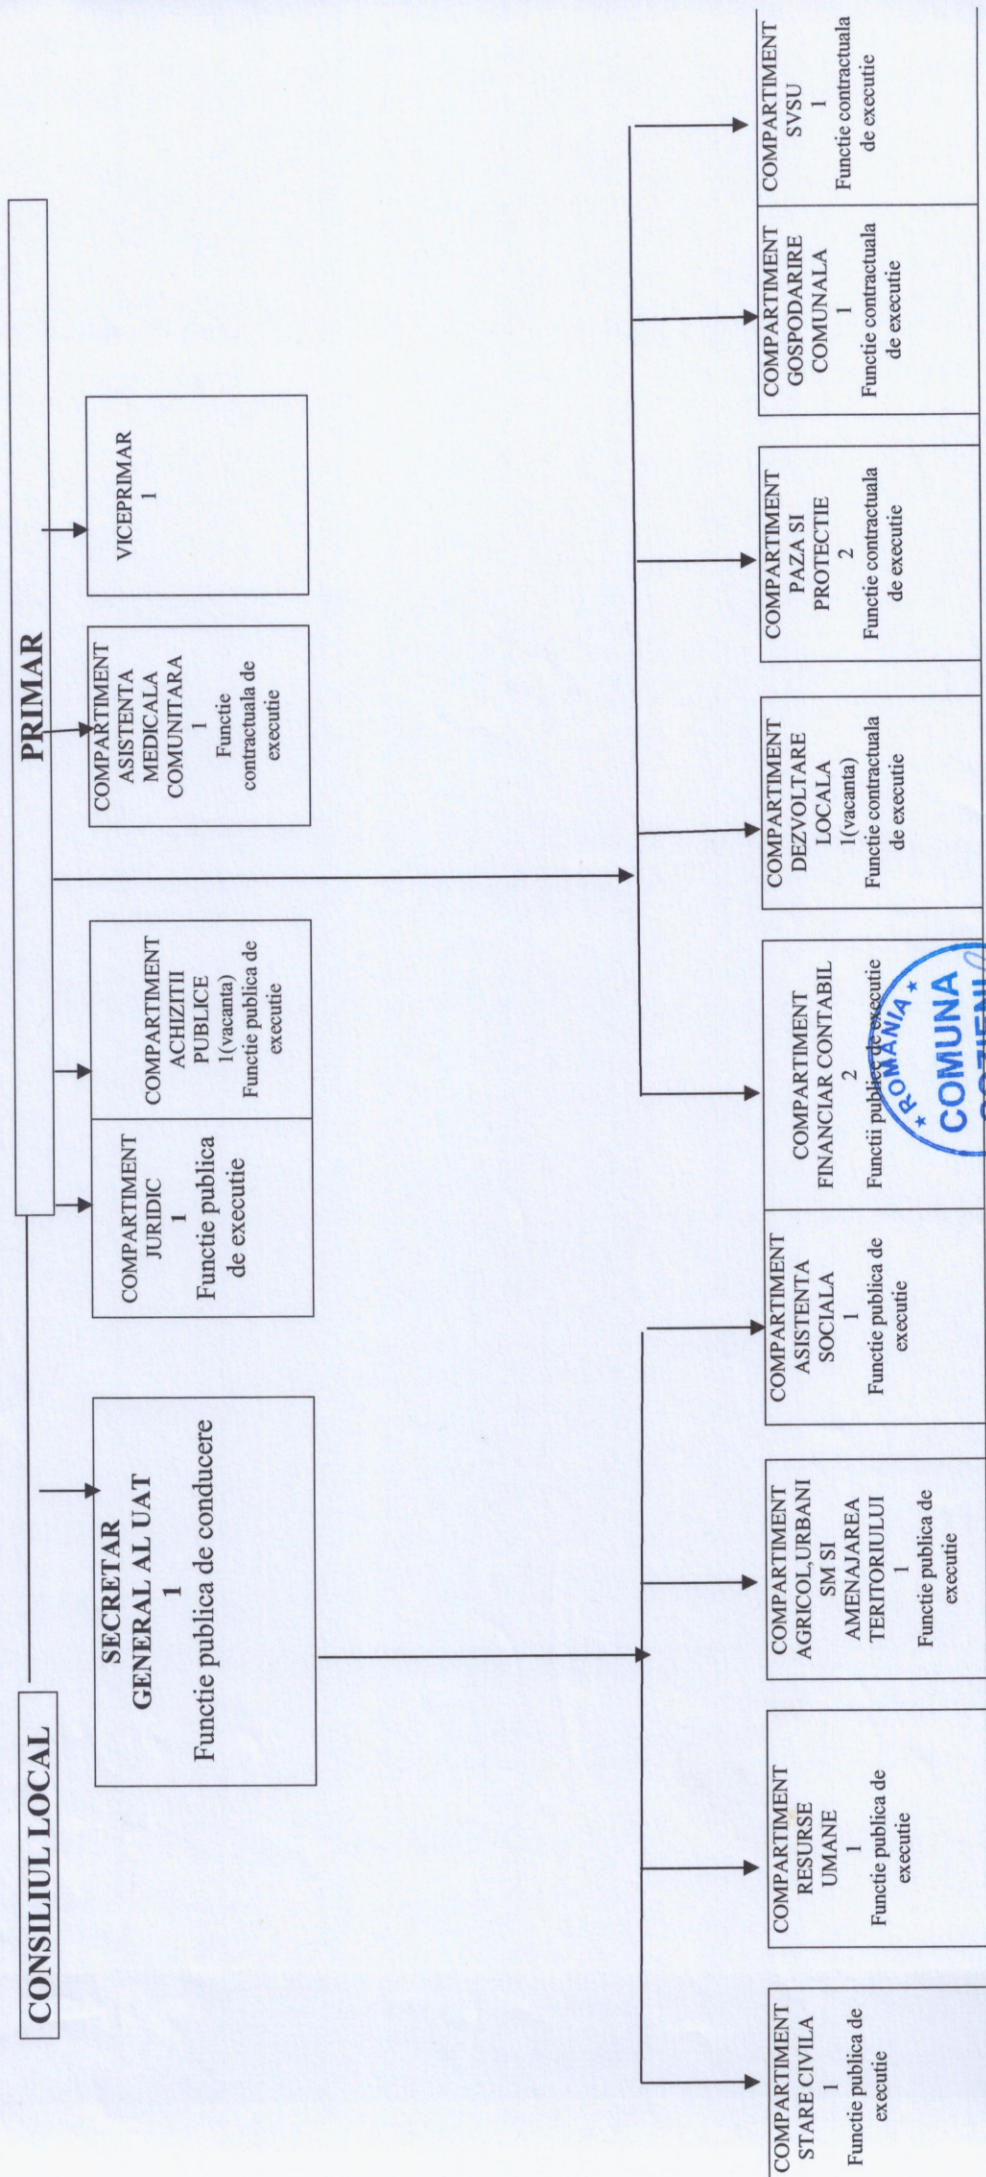 CONSILIUL LOCAL
PRIMAR
SECRETAR
GENERAL AL UAT
1
Functie publica de conducere
COMPARTIMENT
JURIDIC
1
Functie publica
de executie
COMPARTIMENT
ACHIZITII
PUBLICE
1(vacanta)
Functie publica de
executie
COMPARTIMENT
ASISTENTA
MEDICALA
COMUNITARA
1
Functie
contractuala de
executie
VICEPRIMAR
1
COMPARTIMENT
STARE CIVILA
1
Functie publica de
executie
COMPARTIMENT
RESURSE
UMANE
1
Functie publica de
executie
COMPARTIMENT
AGRICOL,URBANI
SM SI
AMENAJAREA
TERITORIULUI
1
Functie publica de
executie
COMPARTIMENT
ASISTENTA
SOCIALA
1
Functie publica de
executie
COMPARTIMENT
FINANCIAR CONTABIL
2
Functii publice de executie
COMPARTIMENT
DEZVOLTARE
LOCALA
1(vacanta)
Functie contractuala
de executie
COMPARTIMENT
PAZA SI
PROTECTIE
2
Functie contractuala
de executie
COMPARTIMENT
GOSPODARIRE
COMUNALA
1
Functie contractuala
de executie
COMPARTIMENT
SVSU
1
Functie contractuala
de executie
* ROMÂNIA *
COMUNA